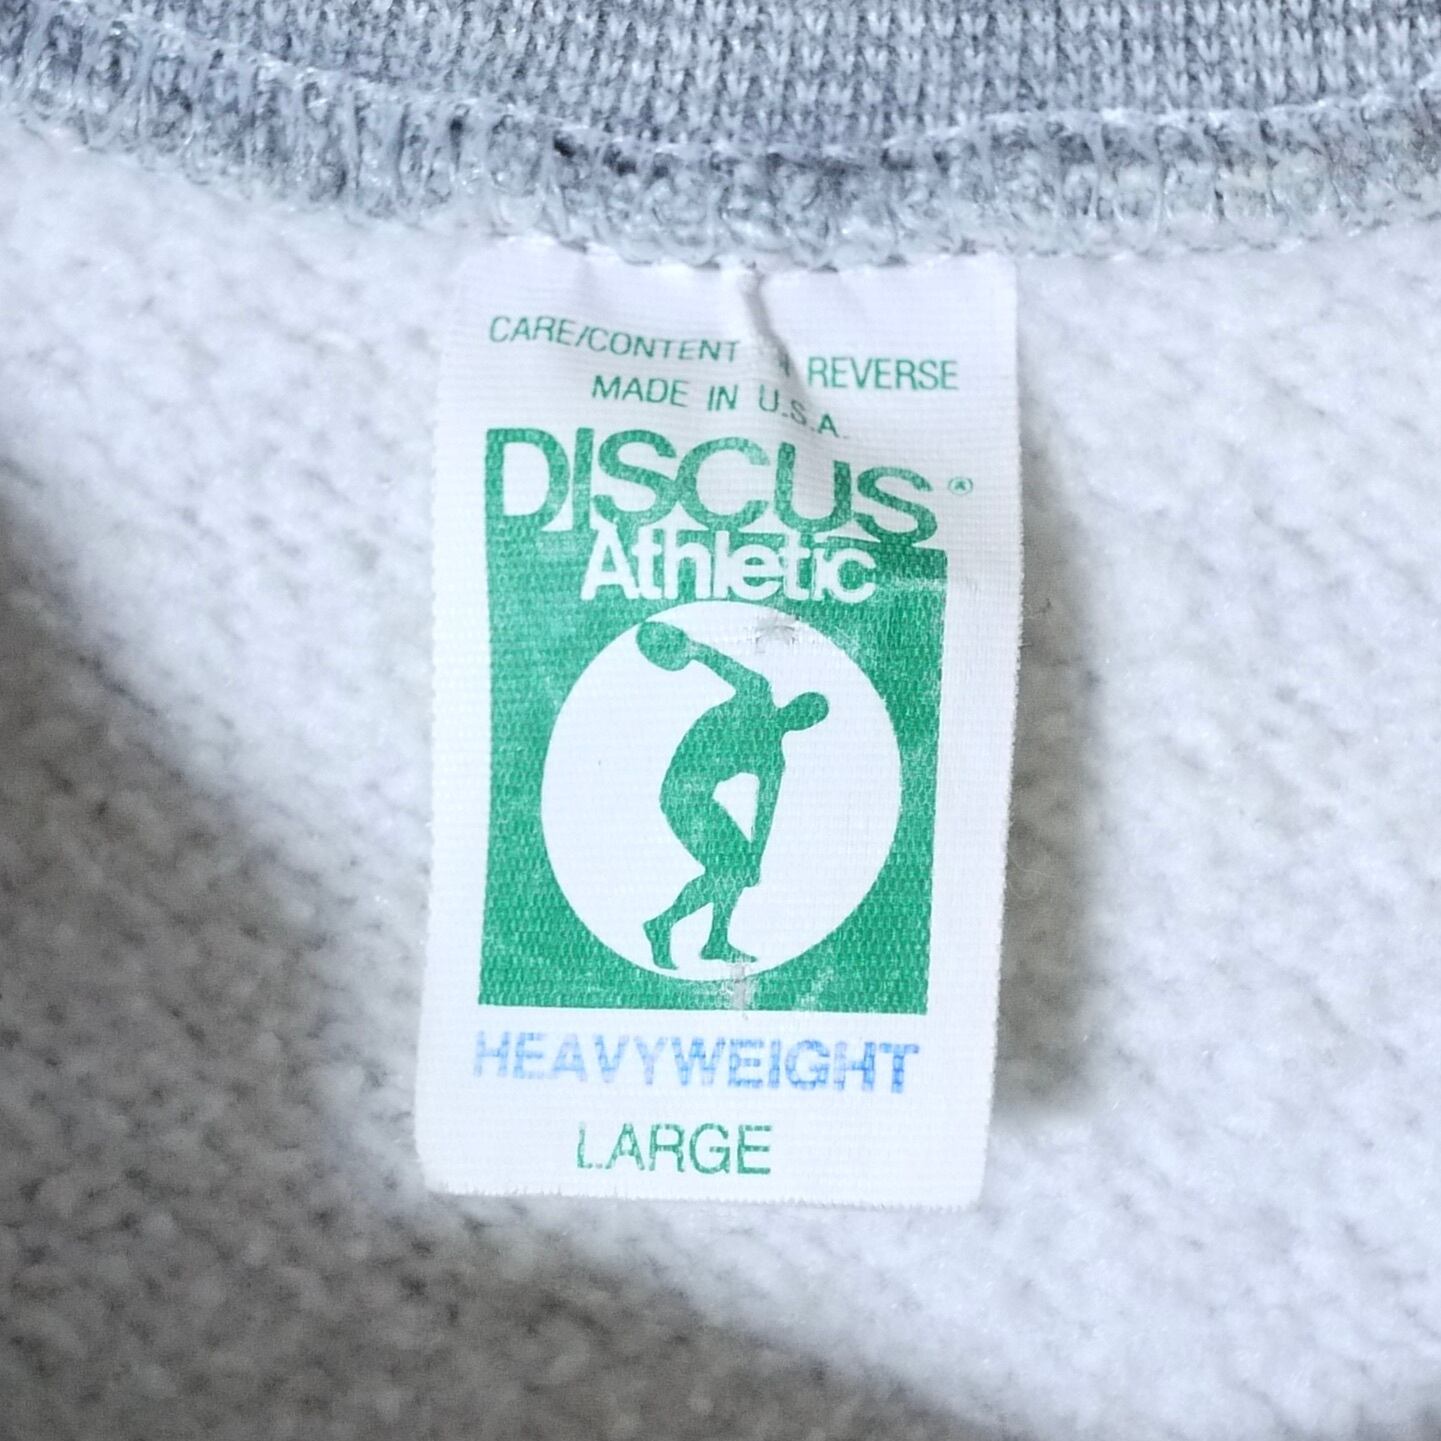 CARE/CONTENT REVERSE
MADE IN U.S.A.
DISCUS®
Athletic
HEAVYWEIGHT
LARGE